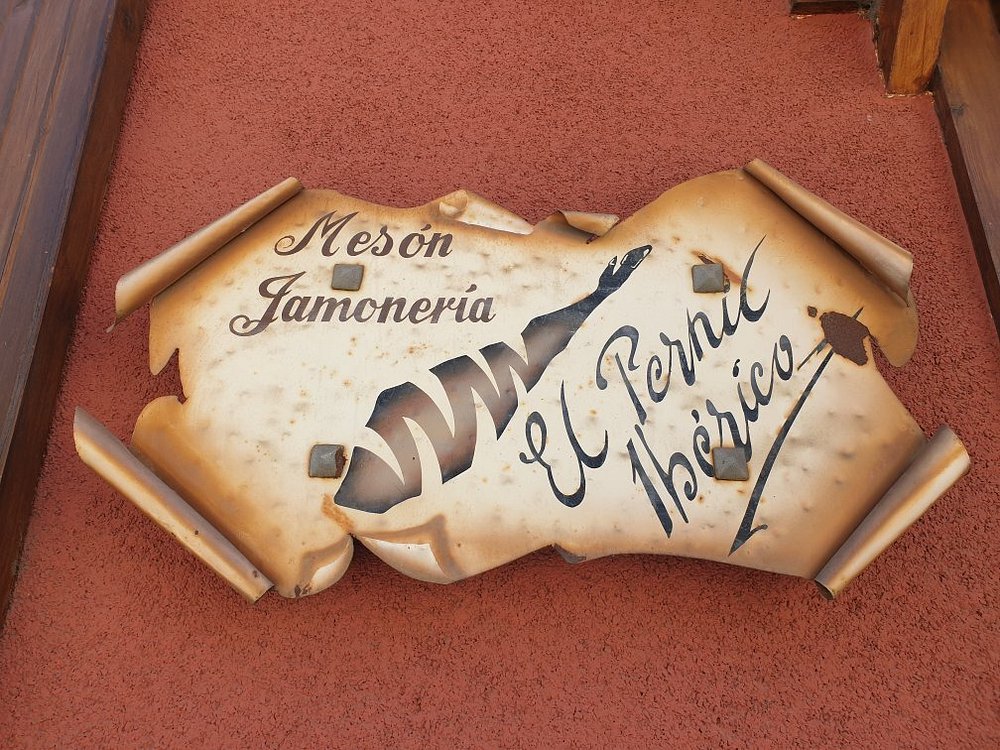 Mesón
Jamonería
El Pernil
Ibérico